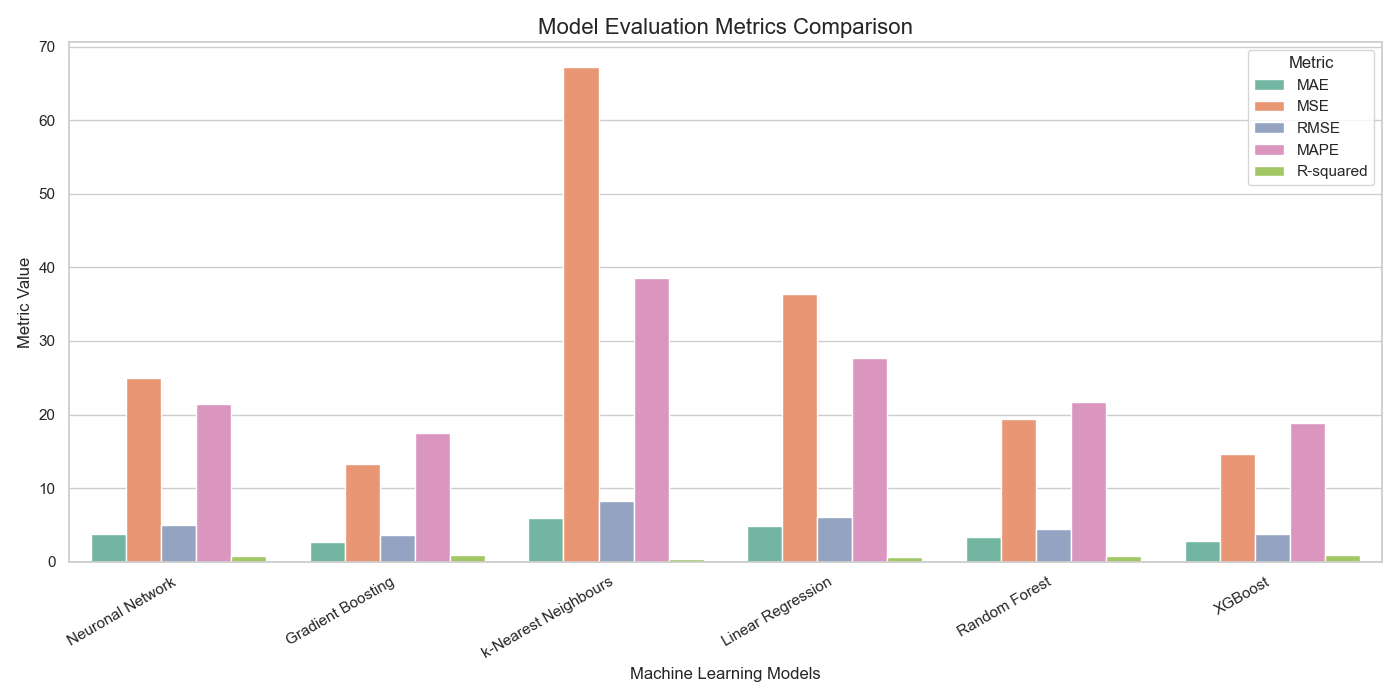 Model Evaluation Metrics Comparison
Metric Value
70
60
50
40
30
20
10
0
Metric
MAE
MSE
RMSE
MAPE
R-squared
Neuronal Network
Gradient Boosting
k-Nearest Neighbours
Linear Regression
Random Forest
XGBoost
Machine Learning Models